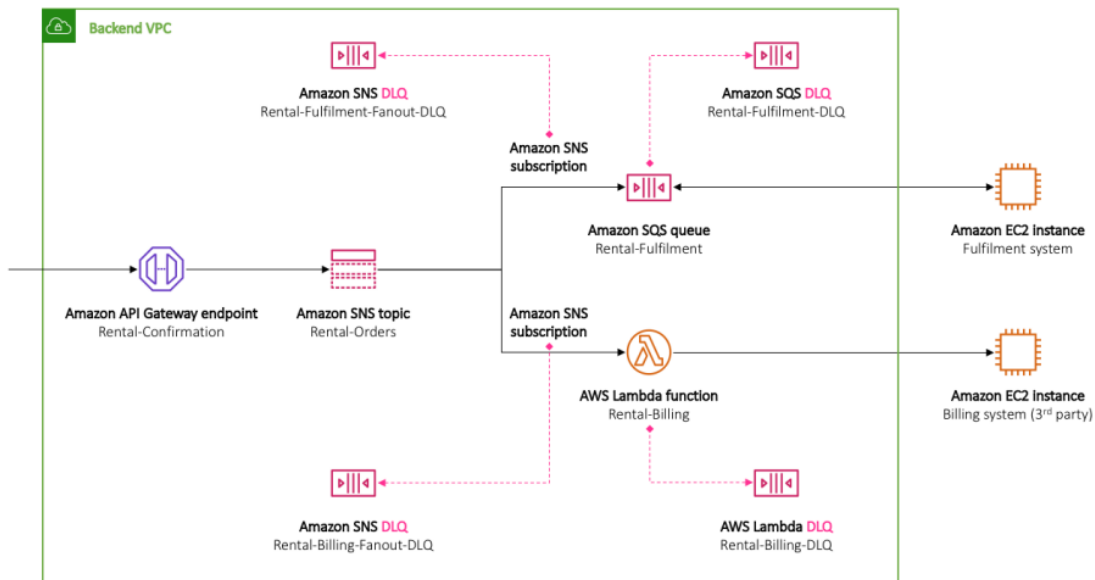 Backend VPC
Amazon SNS DLQ
Rental-Fulfilment-Fanout-DLQ
Amazon SQS DLQ
Rental-Fulfilment-DLQ
Amazon SNS
subscription
Amazon SQS queue
Rental-Fulfilment
Amazon EC2 instance
Fulfilment system
Amazon API Gateway endpoint
Rental-Confirmation
Amazon SNS topic
Rental-Orders
Amazon SNS
subscription
AWS Lambda function
Rental-Billing
Amazon EC2 instance
Billing system (3rd party)
Amazon SNS DLQ
Rental-Billing-Fanout-DLQ
AWS Lambda DLQ
Rental-Billing-DLQ